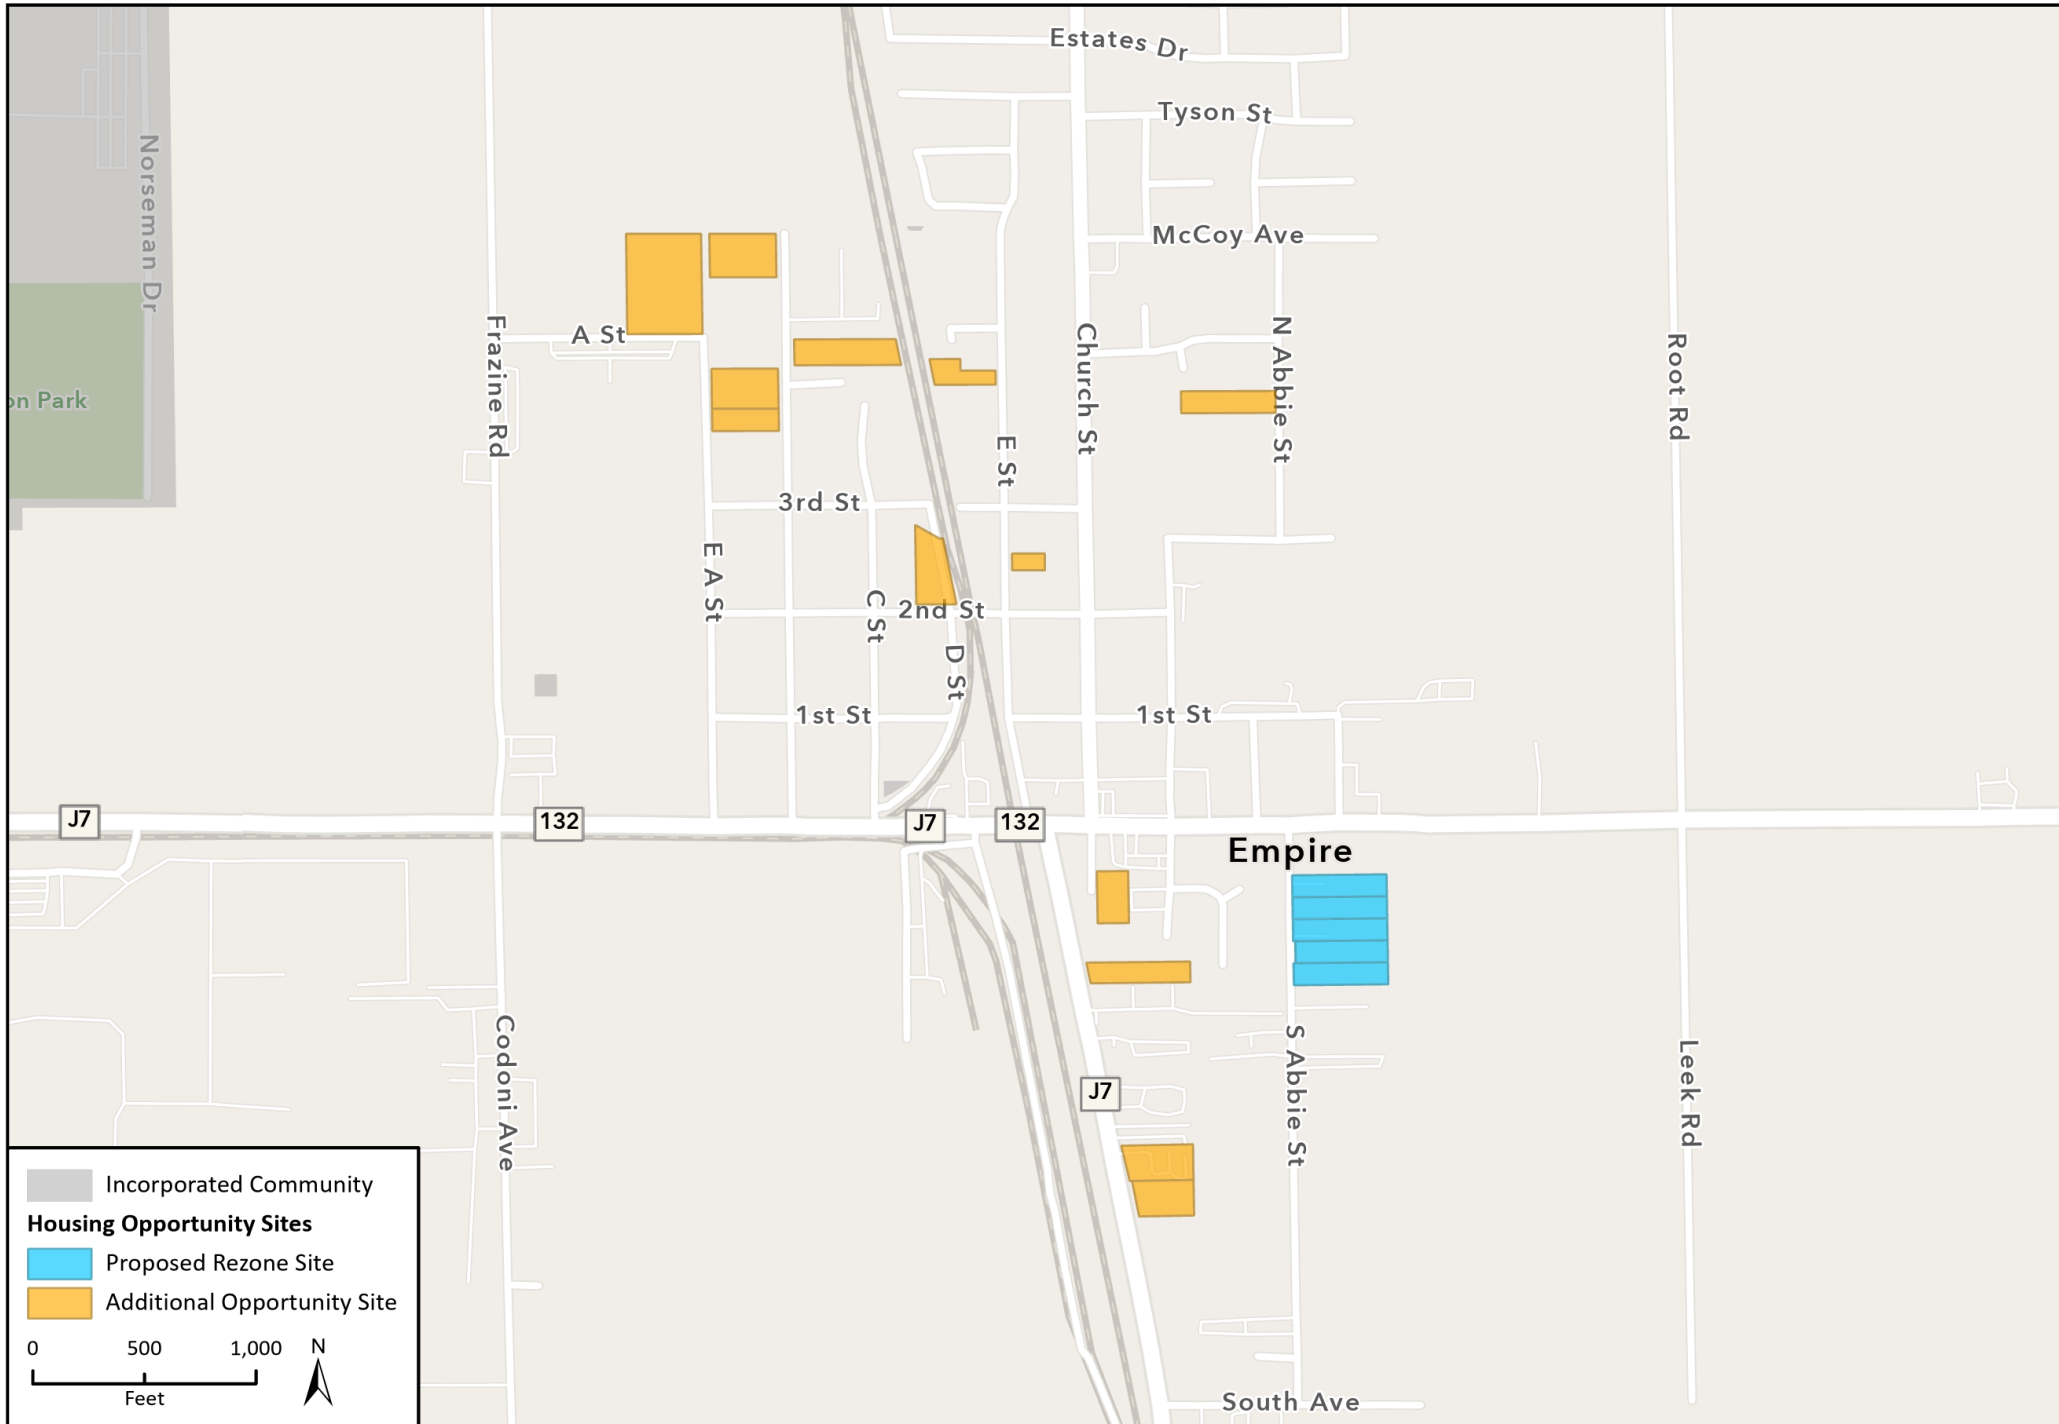 Estates Dr
Tyson St
Norseman Dr
McCoy Ave
A St
Frazine Rd
Church St
N Abbie St
Root Rd
on Park
E St
3rd St
E A St
C St
2nd St
D St
1st St
1st St
J7
132
J7
132
Empire
Codoni Ave
S Abbie St
Leek Rd
J7
South Ave
Incorporated Community
Housing Opportunity Sites
Proposed Rezone Site
Additional Opportunity Site
0 500 1,000
Feet
N